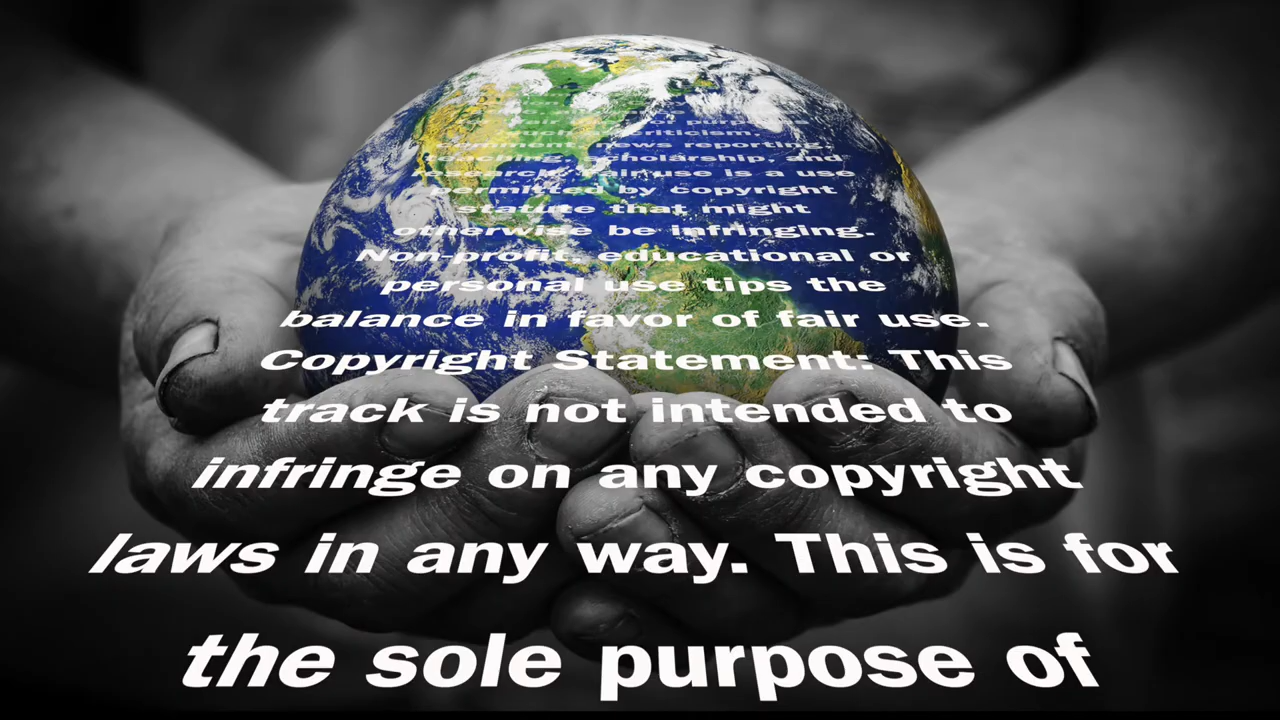 purposes
such as criticism,
comment, news reporting,
teaching, scholarship, and
research. Fair use is a use
permitted by copyright
statute that might
otherwise be infringing.
Non-profit, educational or
personal use tips the
balance in favor of fair use.
Copyright Statement: This
track is not intended to
infringe on any copyright
laws in any way. This is for
the sole purpose of